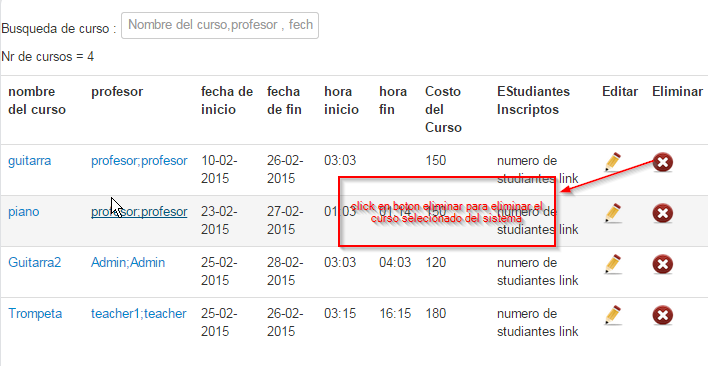 Busqueda de curso : Nombre del curso,profesor , fech
Nr de cursos = 4
nombre del curso profesor fecha de inicio fecha de fin hora inicio hora fin Costo del Curso EStudiantes Inscriptos Editar Eliminar
guitarra profesor;profesor 10-02-2015 26-02-2015 03:03 150 numero de studiantes link
piano profesor;profesor 23-02-2015 27-02-2015 01:03 01:14 150 numero de studiantes link
click en boton eliminar para eliminar el
curso selecionado del sistema
Guitarra2 Admin;Admin 25-02-2015 28-02-2015 03:03 04:03 120 numero de studiantes link
Trompeta teacher1;teacher 25-02-2015 26-02-2015 03:15 16:15 180 numero de studiantes link